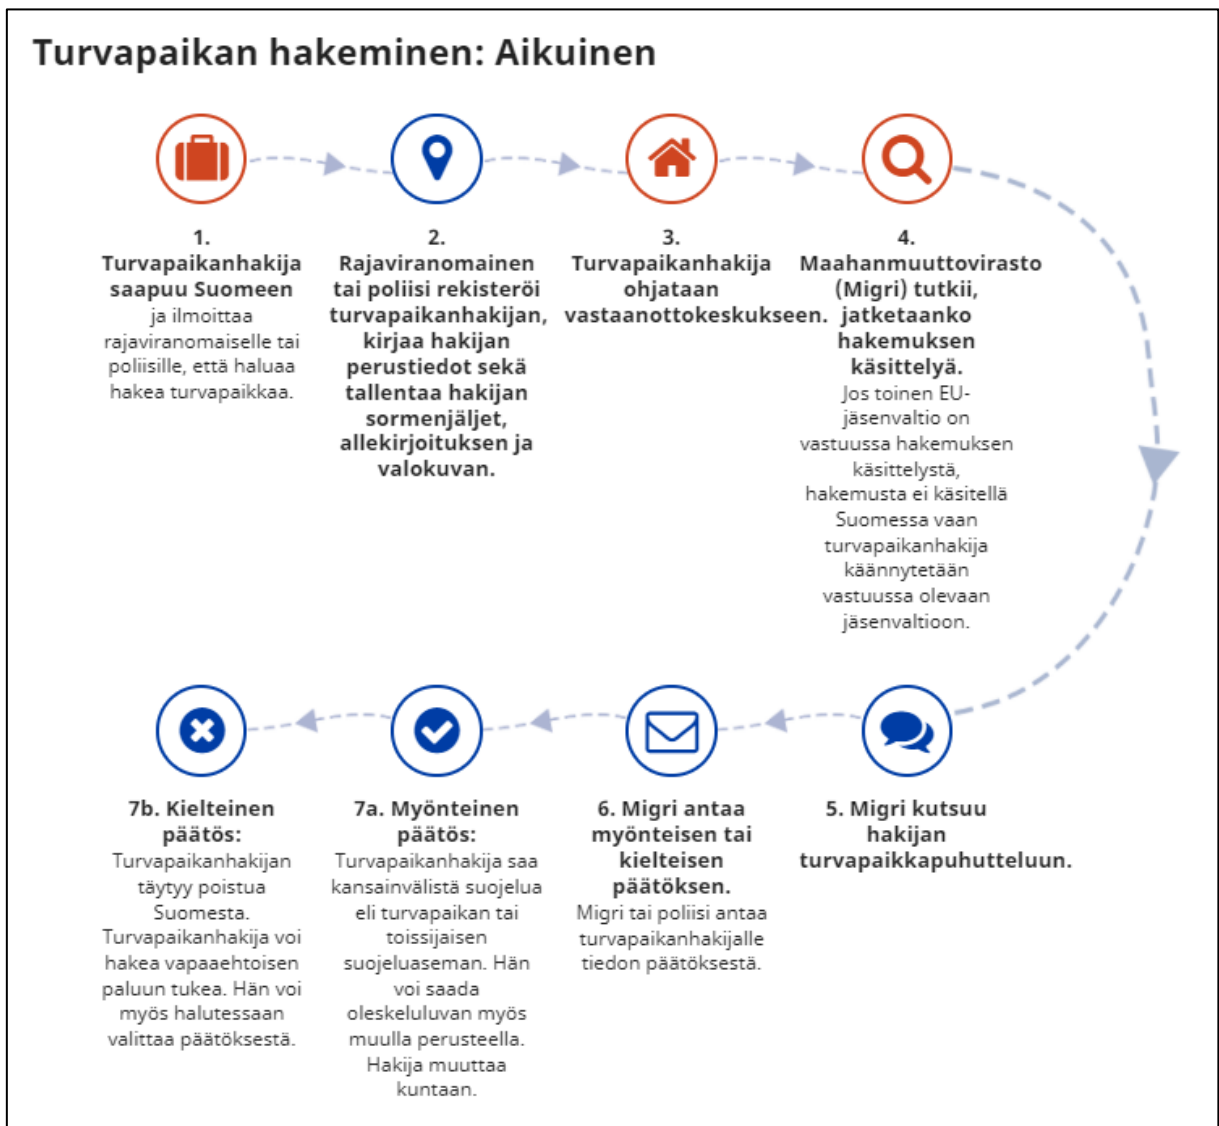 Turvapaikan hakeminen: Aikuinen
1.
Turvapaikanhakija
saapuu Suomeen
ja ilmoittaa
rajaviranomaiselle tai
poliisille, että haluaa
hakea turvapaikkaa.
2.
Rajaviranomainen
tai poliisi rekisteröi
turvapaikanhakijan,
kirjaa hakijan
perustiedot sekä
tallentaa hakijan
sormenjäljet,
allekirjoituksen ja
valokuvan.
3.
Turvapaikanhakija
ohjataan
vastaanottokeskukseen.
4.
Maahanmuuttovirasto
(Migri) tutkii,
jatketaanko
hakemuksen
käsittelyä.
Jos toinen EU-
jäsenvaltio on
vastuussa hakemuksen
käsittelystä,
hakemusta ei käsitellä
Suomessa vaan
turvapaikanhakija
käännytetään
vastuussa olevaan
jäsenvaltioon.
5. Migri kutsuu
hakijan
turvapaikkapuhutteluun.
6. Migri antaa
myönteisen tai
kielteisen
päätöksen.
Migri tai poliisi antaa
turvapaikanhakijalle
tiedon päätöksestä.
7a. Myönteinen
päätös:
Turvapaikanhakija saa
kansainvälistä suojelua
eli turvapaikan tai
toissijaisen
suojeluaseman. Hän
voi saada
oleskeluluvan myös
muulla perusteella.
Hakija muuttaa
kuntaan.
7b. Kielteinen
päätös:
Turvapaikanhakijan
täytyy poistua
Suomesta.
Turvapaikanhakija voi
hakea vapaaehtoisen
paluun tukea. Hän voi
myös halutessaan
valittaa päätöksestä.